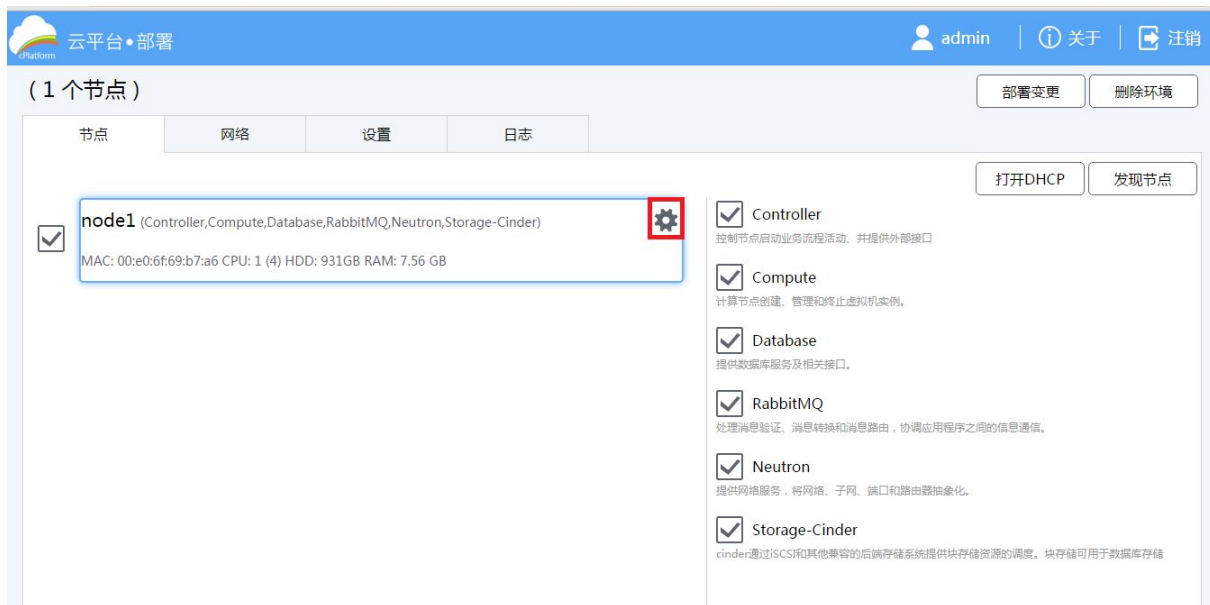 cPlatform 云平台•部署 admin 关于 注销
(1 个节点) 部署变更 删除环境
节点 网络 设置 日志
打开DHCP 发现节点
node1 (Controller,Compute,Database,RabbitMQ,Neutron,Storage-Cinder)
MAC: 00:e0:6f:69:b7:a6 CPU: 1 (4) HDD: 931GB RAM: 7.56 GB
Controller
控制节点启动业务流程活动、并提供外部接口
Compute
计算节点创建、管理和终止虚拟机实例。
Database
提供数据库服务及相关接口。
RabbitMQ
处理消息验证、消息转换和消息路由，协调应用程序之间的信息通信。
Neutron
提供网络服务，将网络、子网、端口和路由器抽象化。
Storage-Cinder
cinder通过iSCSI和其他兼容的后端存储系统提供块存储资源的调度。块存储可用于数据库存储